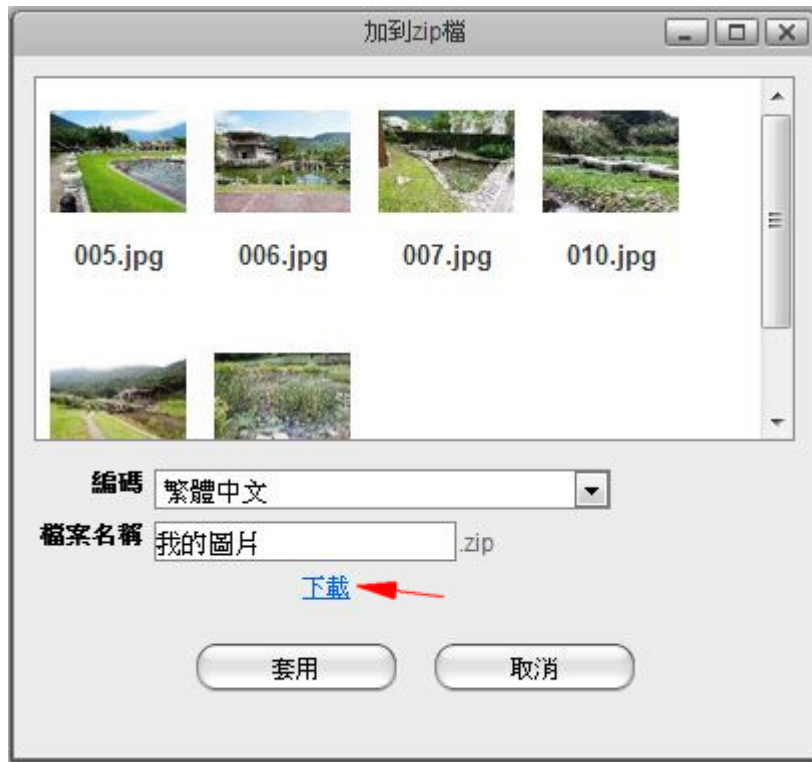 加到zip檔
005.jpg 006.jpg 007.jpg 010.jpg
編碼 繁體中文
檔案名稱 我的圖片 .zip
下載
套用 取消